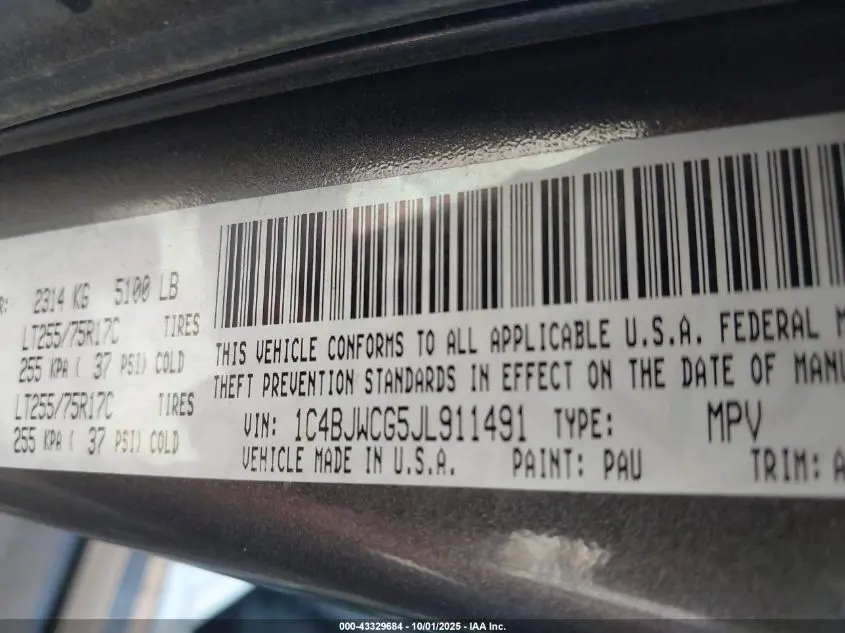 R: 2314 KG 5100 LB
LT255/75R17C TIRES
255 KPA ( 37 PSI) COLD
LT255/75R17C TIRES
255 KPA ( 37 PSI) COLD
THIS VEHICLE CONFORMS TO ALL APPLICABLE U.S.A. FEDERAL M
THEFT PREVENTION STANDARDS IN EFFECT ON THE DATE OF MANU
VIN: 1C4BJWCG5JL911491 TYPE: MPV
VEHICLE MADE IN U.S.A. PAINT: PAU TRIM: A
000-43329684 - 10/01/2025 - IAA Inc.